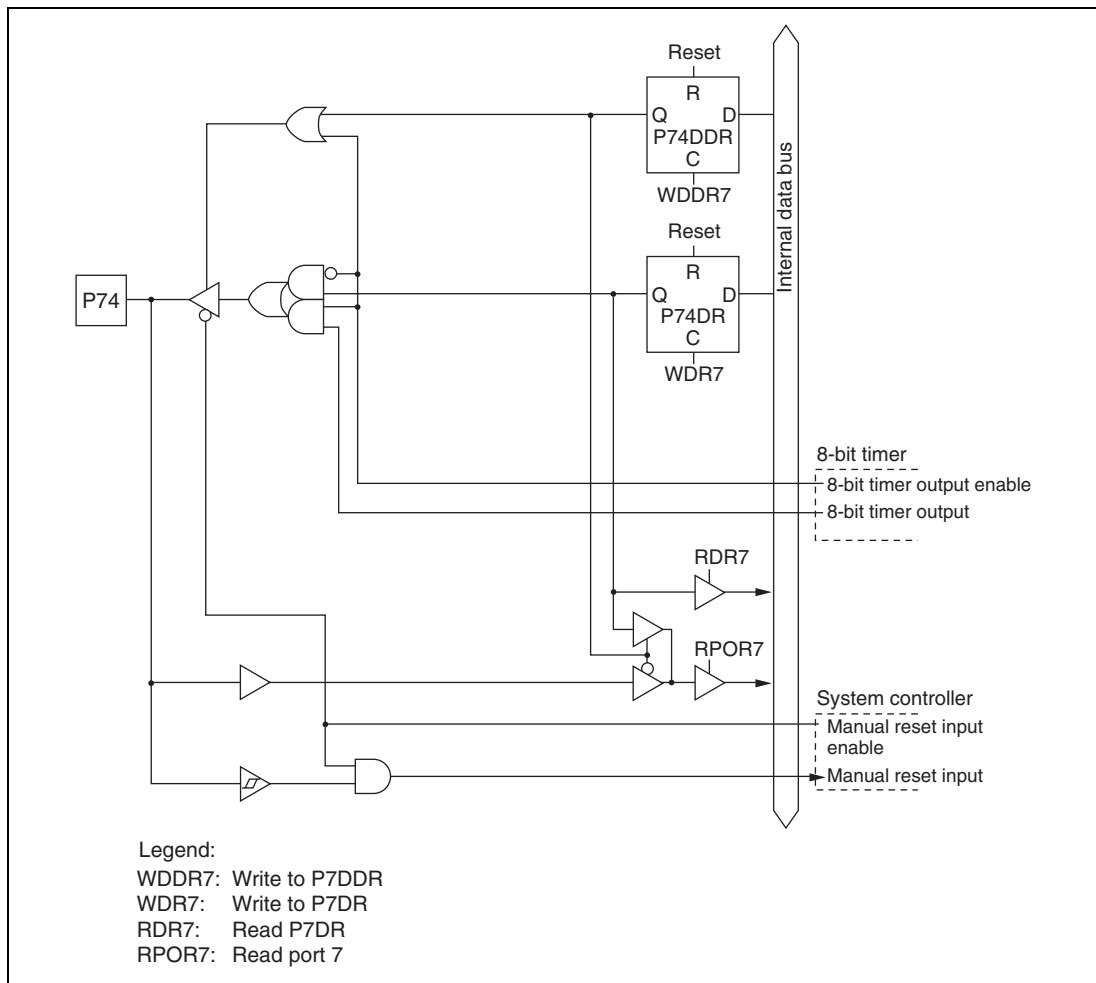 Reset
R
Q D
P74DDR
C
WDDR7
Reset
R
Q D
P74DR
C
WDR7
Internal data bus
P74
8-bit timer
8-bit timer output enable
8-bit timer output
RDR7
RPOR7
System controller
Manual reset input
enable
Manual reset input
Legend:
WDDR7: Write to P7DDR
WDR7: Write to P7DR
RDR7: Read P7DR
RPOR7: Read port 7